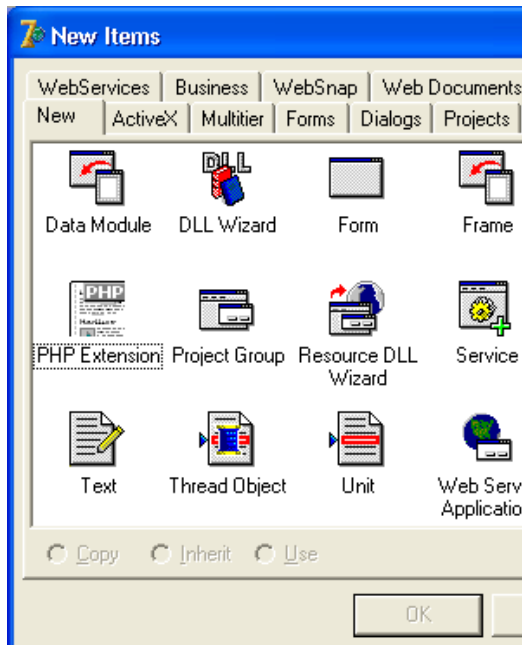 New Items
WebServices Business WebSnap Web Documents
New ActiveX Multitier Forms Dialogs Projects
DLL
Data Module DLL Wizard Form Frame
PHP
PHP Extension Project Group Resource DLL Service
Wizard
Text Thread Object Unit Web Serv
Applicatio
Copy Inherit Use
OK